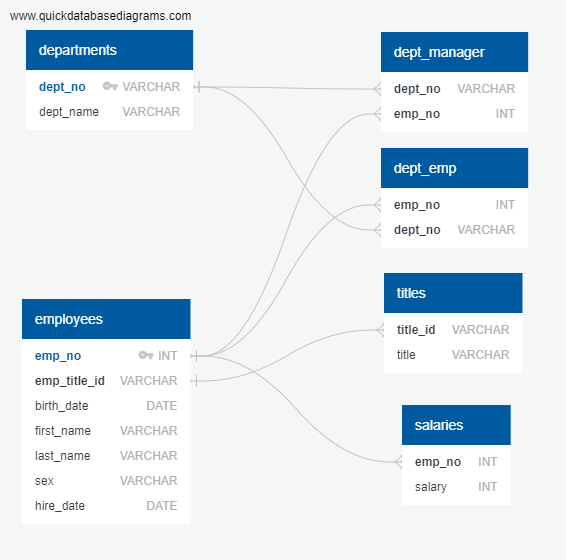 www.quickdatabasediagrams.com
departments
dept_no VARCHAR
dept_name VARCHAR
dept_manager
dept_no VARCHAR
emp_no INT
dept_emp
emp_no INT
dept_no VARCHAR
employees
emp_no INT
emp_title_id VARCHAR
birth_date DATE
first_name VARCHAR
last_name VARCHAR
sex VARCHAR
hire_date DATE
titles
title_id VARCHAR
title VARCHAR
salaries
emp_no INT
salary INT